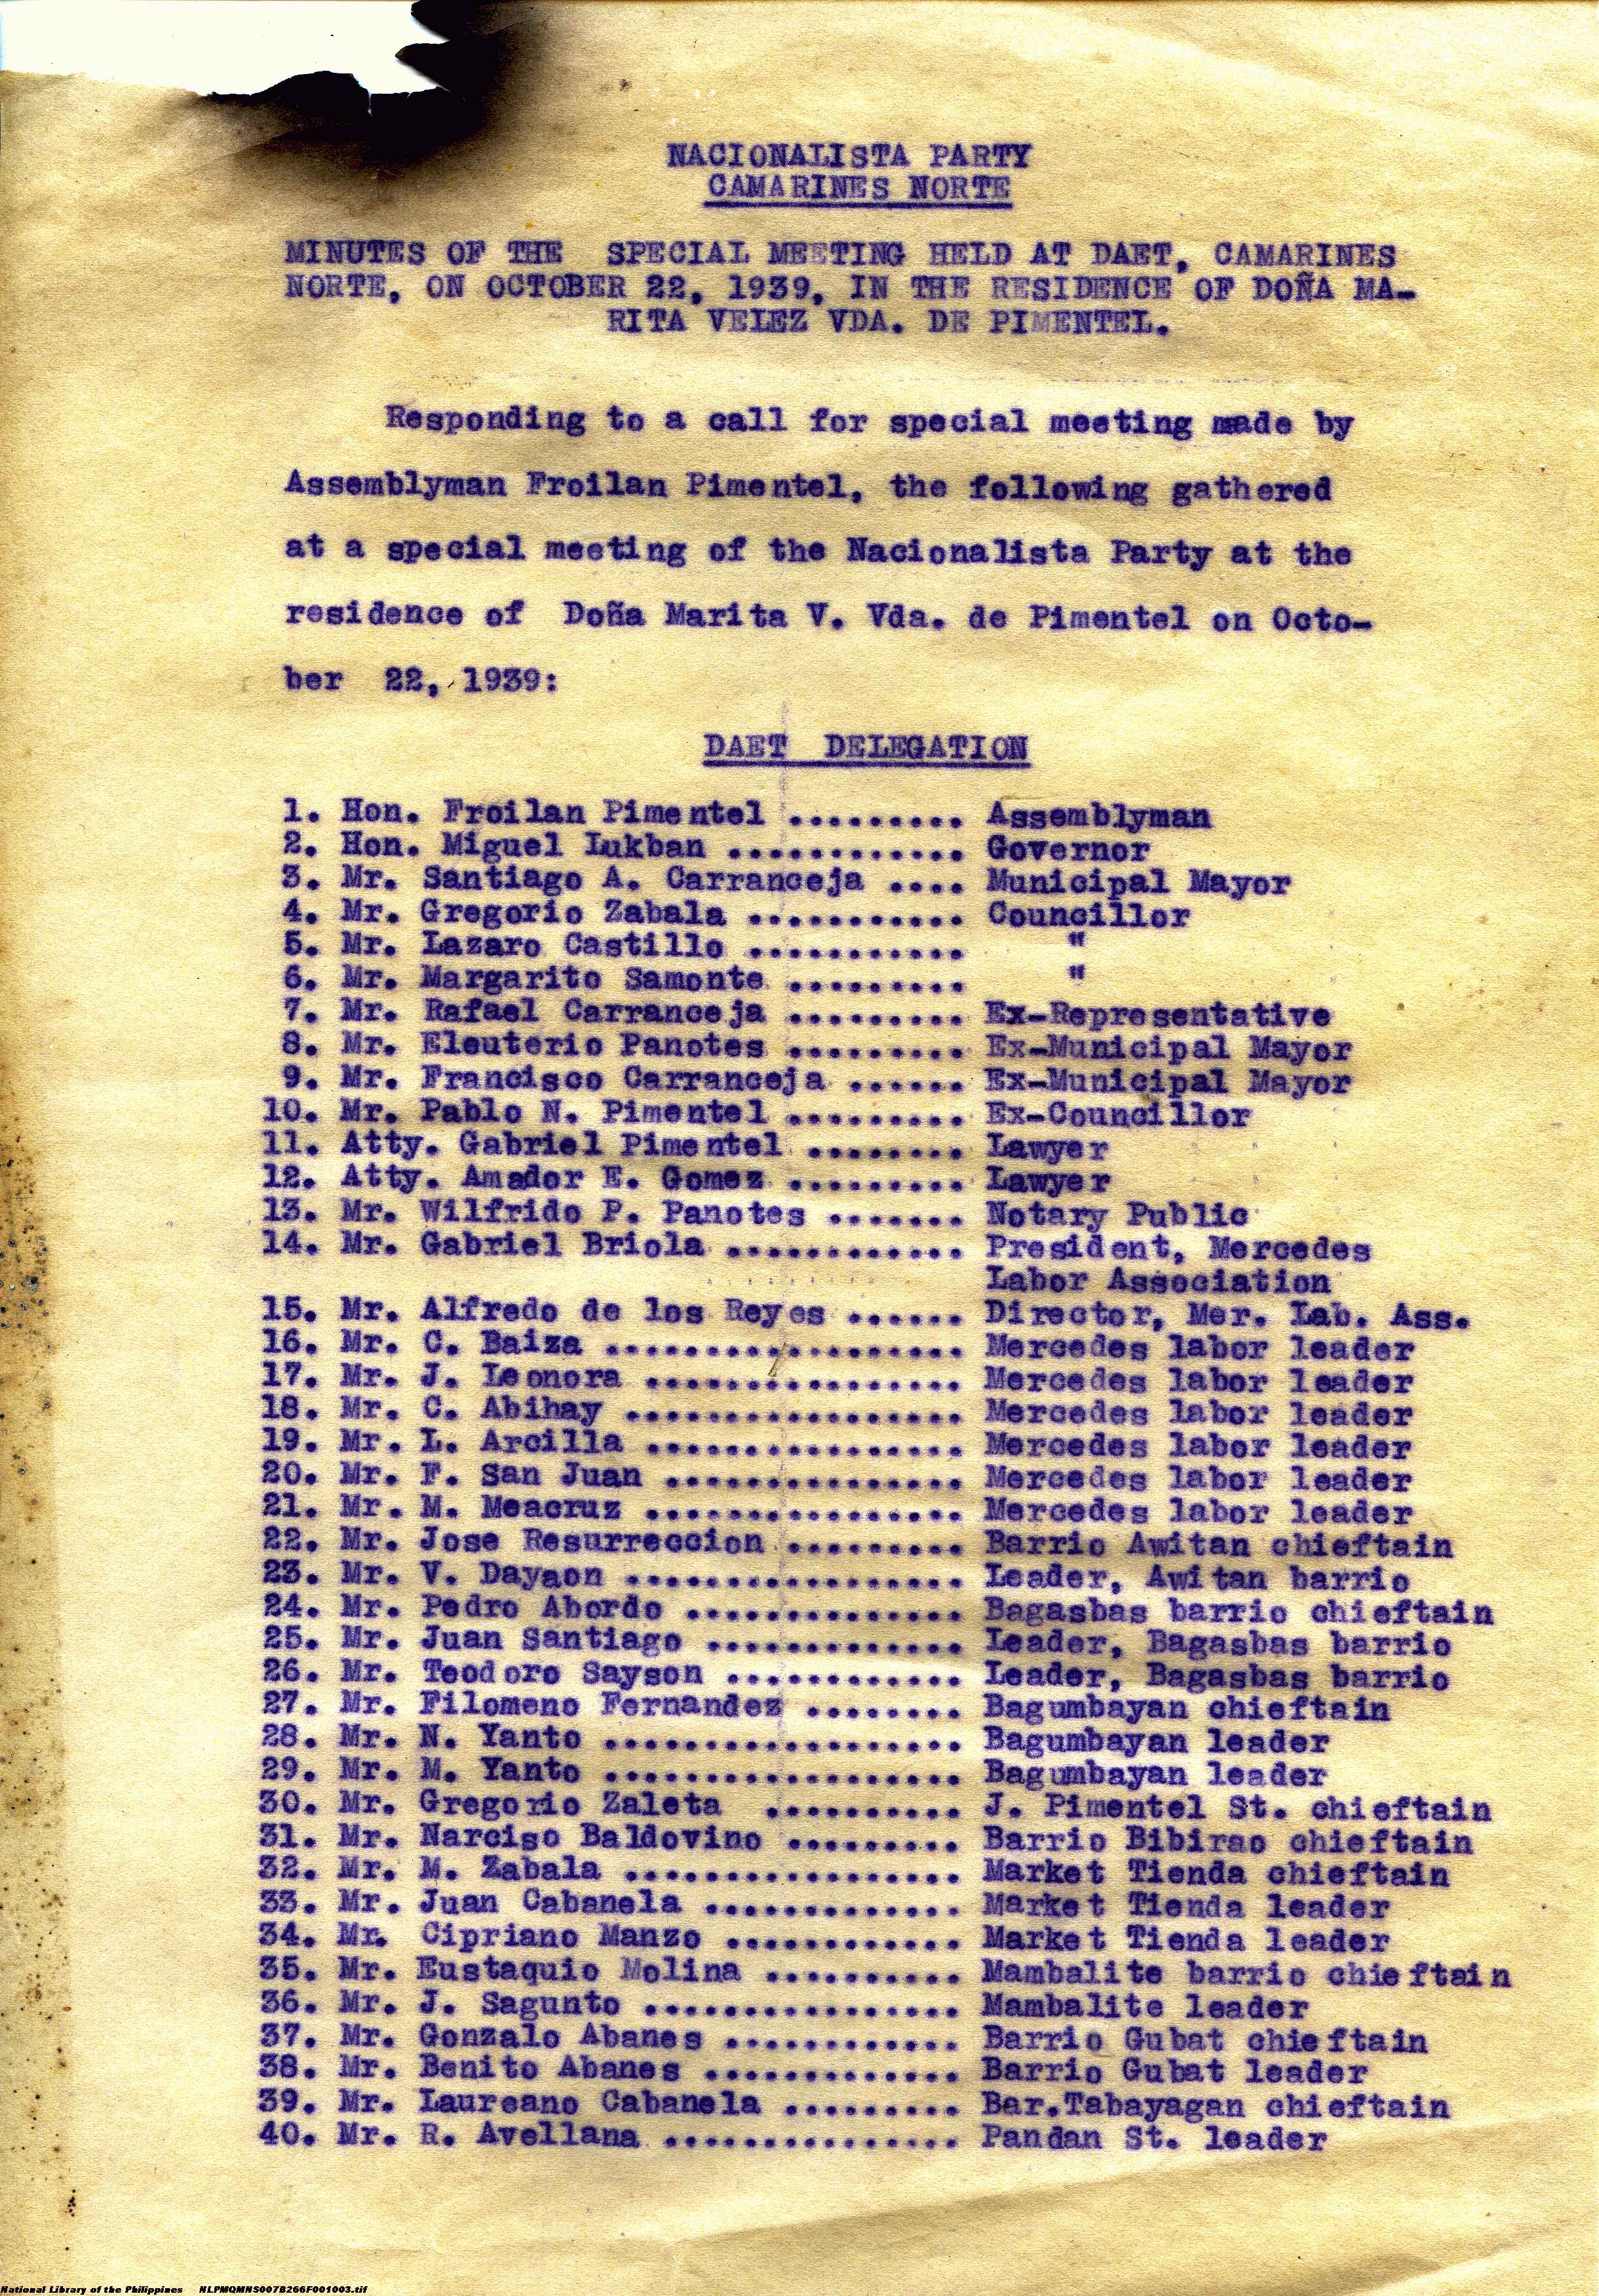 NACIONALISTA PARTY
CAMARINES NORTE
MINUTES OF THE SPECIAL MEETING HELD AT DAET, CAMARINES
NORTE, ON OCTOBER 22, 1939, IN THE RESIDENCE OF DOÑA MA-
RITA VELEZ VDA. DE PIMENTEL.
Responding to a call for special meeting made by
Assemblyman Froilan Pimentel, the following gathered
at a special meeting of the Nacionalista Party at the
residence of Doña Marita V. Vda. de Pimentel on Octo-
ber 22, 1939:
DAET DELEGATION
1. Hon. Froilan Pimentel ......... Assemblyman
2. Hon. Miguel Lukban ............ Governor
3. Mr. Santiago A. Carranceja .... Municipal Mayor
4. Mr. Gregorio Zabala ........... Councillor
5. Mr. Lazaro Castillo ........... "
6. Mr. Margarito Samonte ......... "
7. Mr. Rafael Carranceja ......... Ex-Representative
8. Mr. Eleuterio Panotes ......... Ex-Municipal Mayor
9. Mr. Francisco Carranceja ...... Ex-Municipal Mayor
10. Mr. Pablo N. Pimentel ......... Ex-Councillor
11. Atty. Gabriel Pimentel ........ Lawyer
12. Atty. Amador E. Gomez ......... Lawyer
13. Mr. Wilfrido P. Panotes ....... Notary Public
14. Mr. Gabriel Briola ............ President, Mercedes
Labor Association
15. Mr. Alfredo de los Reyes ...... Director, Mer. Lab. Ass.
16. Mr. C. Baiza .................. Mercedes labor leader
17. Mr. J. Leonora ................ Mercedes labor leader
18. Mr. C. Abihay ................. Mercedes labor leader
19. Mr. L. Arcilla ................ Mercedes labor leader
20. Mr. F. San Juan ............... Mercedes labor leader
21. Mr. M. Meacruz ................ Mercedes labor leader
22. Mr. Jose Resurreccion ......... Barrio Awitan chieftain
23. Mr. V. Dayaon ................. Leader, Awitan barrio
24. Mr. Pedro Abordo .............. Bagasbas barrio chieftain
25. Mr. Juan Santiago ............. Leader, Bagasbas barrio
26. Mr. Teodoro Sayson ............ Leader, Bagasbas barrio
27. Mr. Filomeno Fernandez ........ Bagumbayan chieftain
28. Mr. N. Yanto .................. Bagumbayan leader
29. Mr. M. Yanto .................. Bagumbayan leader
30. Mr. Gregorio Zaleta .......... J. Pimentel St. chieftain
31. Mr. Narciso Baldovino ......... Barrio Bibirao chieftain
32. Mr. M. Zabala ................. Market Tienda chieftain
33. Mr. Juan Cabanela ............. Market Tienda leader
34. Mr. Cipriano Manzo ............ Market Tienda leader
35. Mr. Eustaquio Molina .......... Mambalite barrio chieftain
36. Mr. J. Sagunto ................ Mambalite leader
37. Mr. Gonzalo Abanes ............ Barrio Gubat chieftain
38. Mr. Benito Abanes ............. Barrio Gubat leader
39. Mr. Laureano Cabanela ......... Bar.Tabayagan chieftain
40. Mr. R. Avellana ............... Pandan St. leader
National Library of the Philippines NLPMQMNS007B266F001003.tif